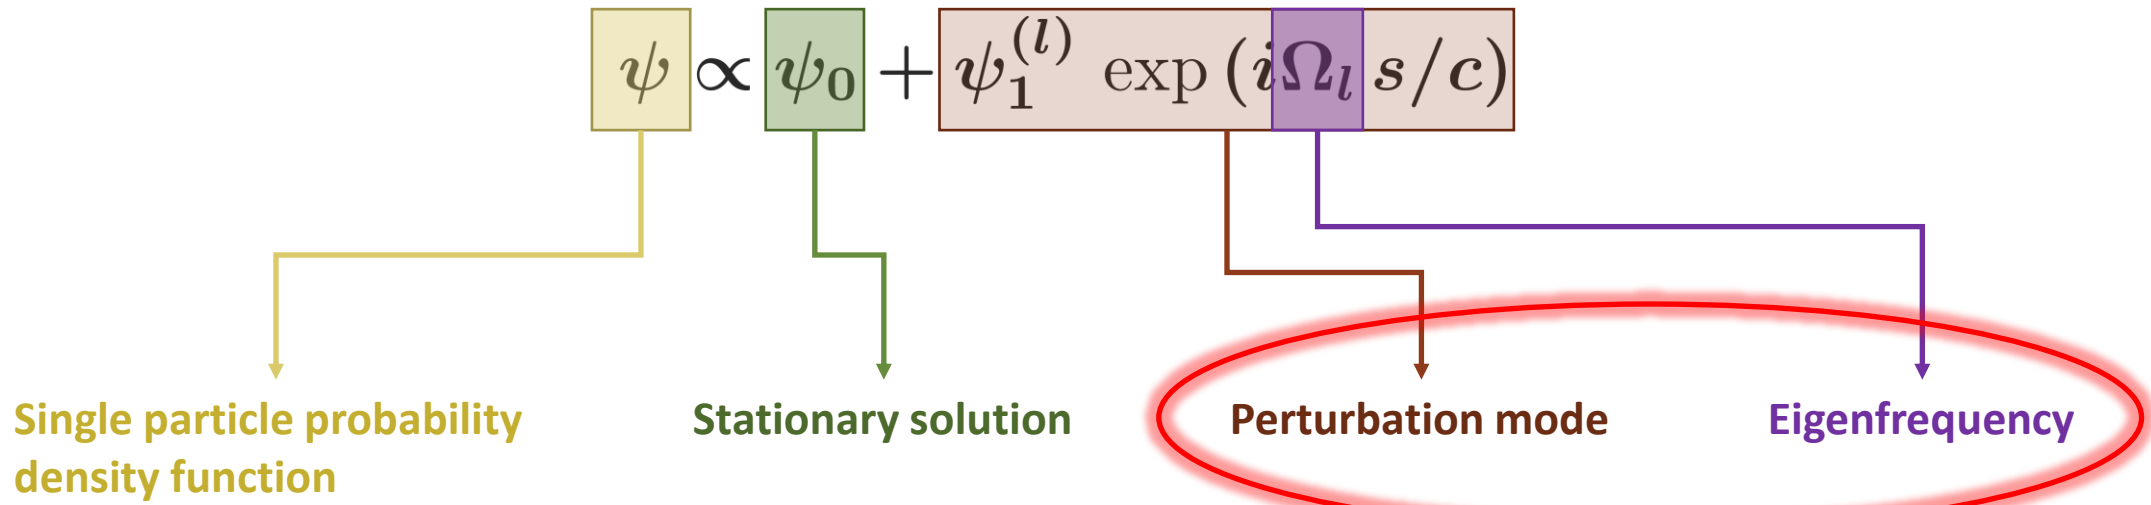 ψ ∝ ψ₀ + ψ₁⁽ˡ⁾ exp (iΩₗ s/c)
Single particle probability
density function
Stationary solution
Perturbation mode
Eigenfrequency